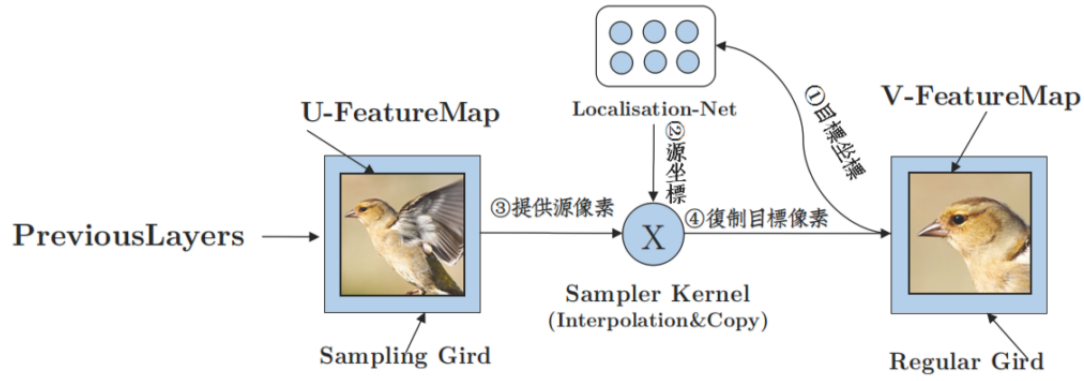 Localisation-Net
①目標坐標
V-FeatureMap
U-FeatureMap
②源坐標
PreviousLayers
③提供源像素
X
④復制目標像素
Sampler Kernel
(Interpolation&Copy)
Sampling Gird
Regular Gird